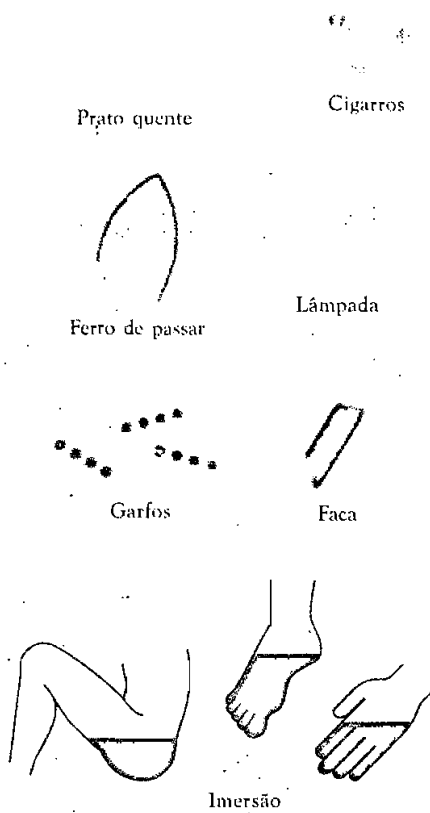 Cigarros
Prato quente
Lâmpada
Ferro de passar
Garfos
Faca
Imersão